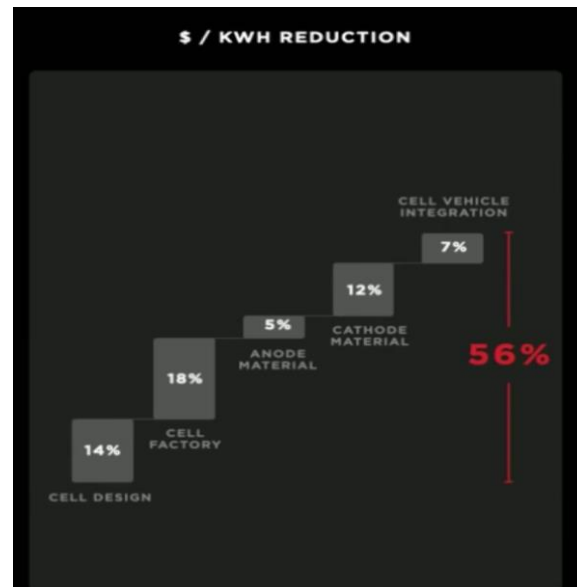 $ / KWH REDUCTION
CELL VEHICLE
INTEGRATION
7%
12%
CATHODE
MATERIAL
5%
ANODE
MATERIAL
56%
18%
CELL
FACTORY
14%
CELL DESIGN